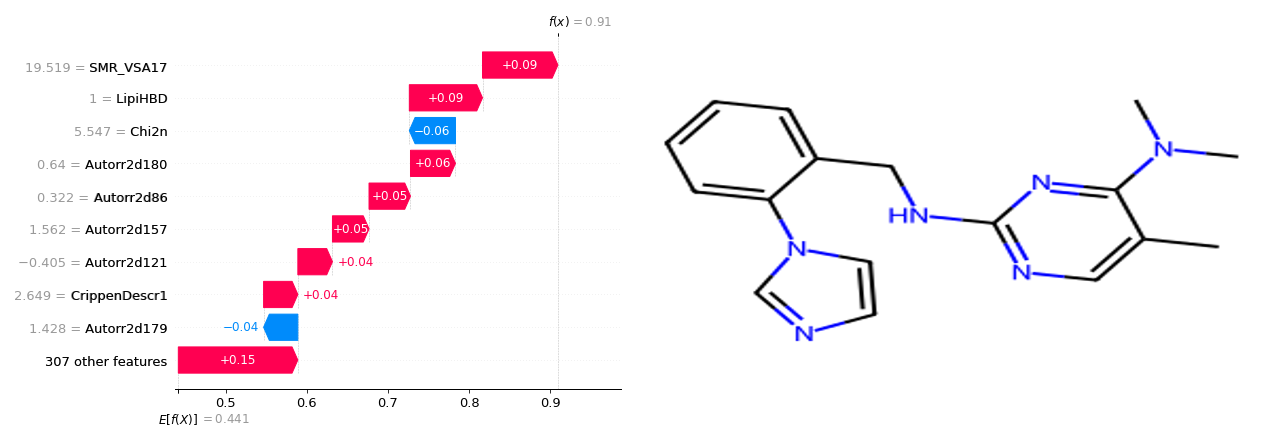 f(x) = 0.91
19.519 = SMR_VSA17
+0.09
1 = LipiHBD
+0.09
5.547 = Chi2n
−0.06
0.64 = Autorr2d180
+0.06
0.322 = Autorr2d86
+0.05
1.562 = Autorr2d157
+0.05
−0.405 = Autorr2d121
+0.04
2.649 = CrippenDescr1
+0.04
1.428 = Autorr2d179
−0.04
307 other features
+0.15
0.5 0.6 0.7 0.8 0.9
E[f(X)] = 0.441
N
N
HN
N
N
N
N